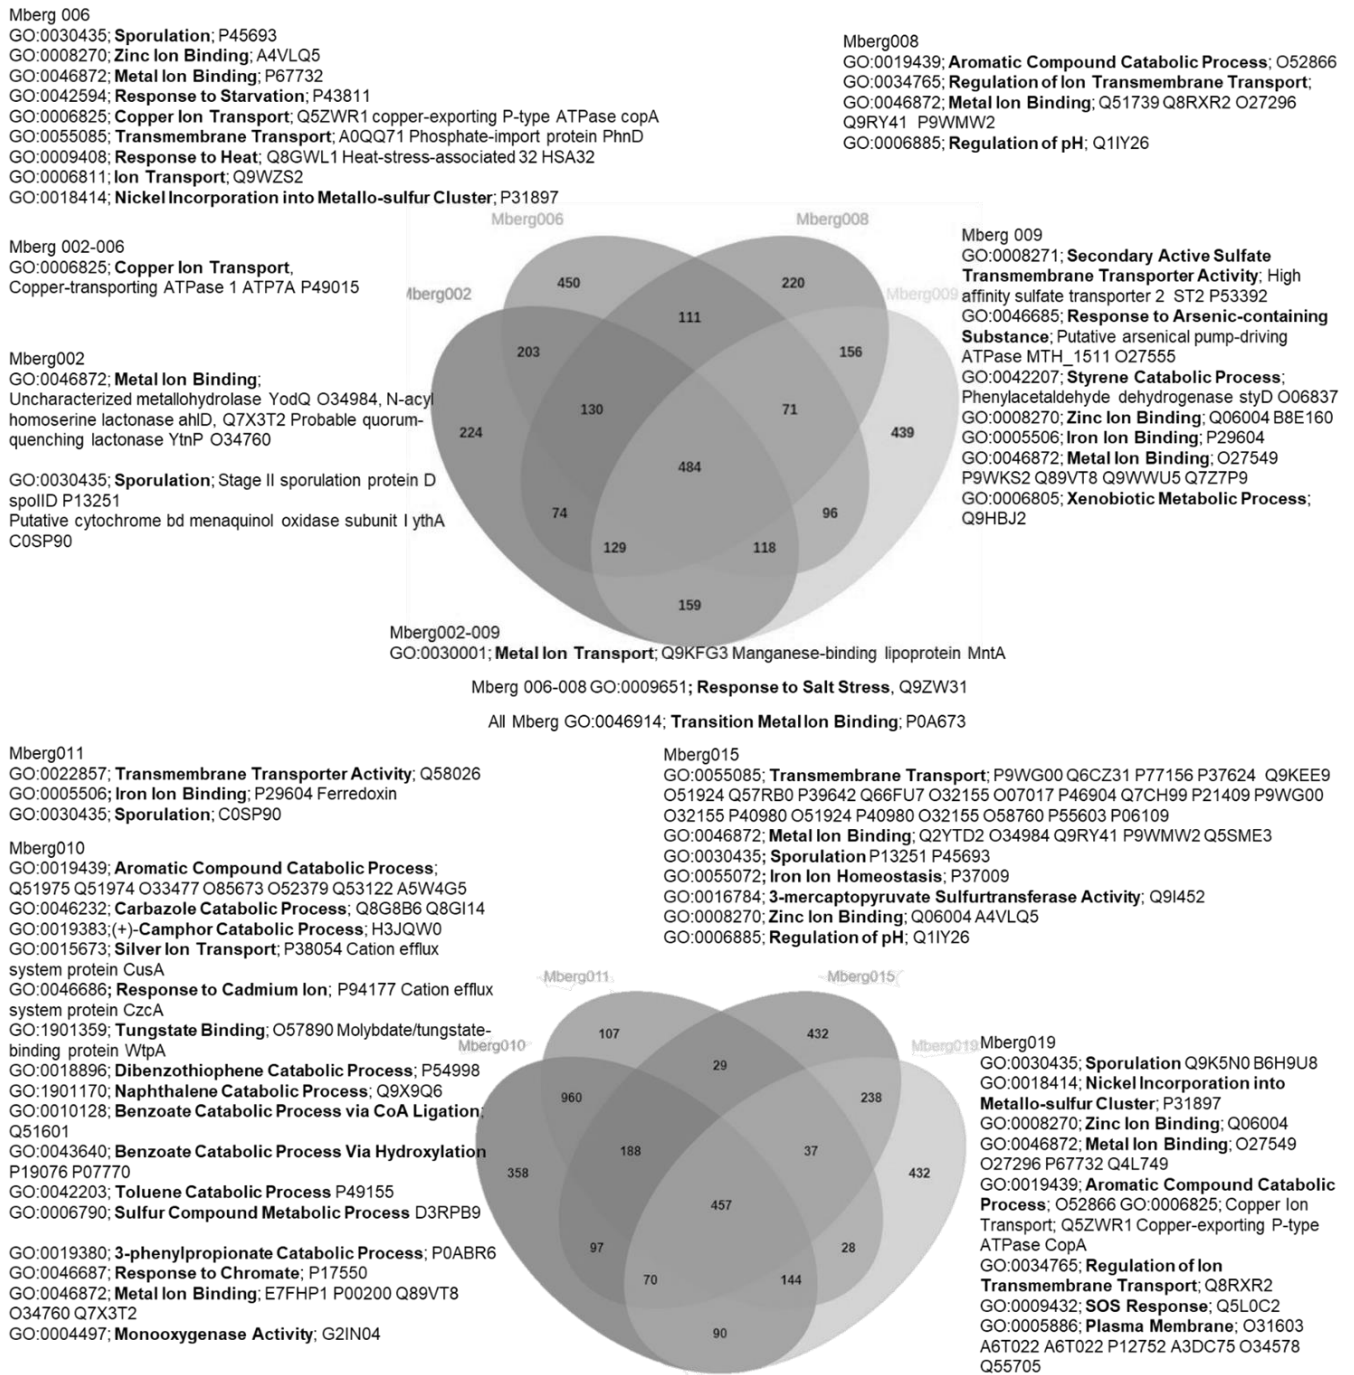 Mberg 006
GO:0030435; Sporulation; P45693
GO:0008270; Zinc Ion Binding; A4VLQ5
GO:0046872; Metal Ion Binding; P67732
GO:0042594; Response to Starvation; P43811
GO:0006825; Copper Ion Transport; Q5ZWR1 copper-exporting P-type ATPase copA
GO:0055085; Transmembrane Transport; A0QQ71 Phosphate-import protein PhnD
GO:0009408; Response to Heat; Q8GWL1 Heat-stress-associated 32 HSA32
GO:0006811; Ion Transport; Q9WZS2
GO:0018414; Nickel Incorporation into Metallo-sulfur Cluster; P31897
Mberg008
GO:0019439; Aromatic Compound Catabolic Process; O52866
GO:0034765; Regulation of Ion Transmembrane Transport;
GO:0046872; Metal Ion Binding; Q51739 Q8RXR2 O27296
Q9RY41 P9WMW2
GO:0006885; Regulation of pH; Q1IY26
Mberg 002-006
GO:0006825; Copper Ion Transport,
Copper-transporting ATPase 1 ATP7A P49015
Mberg002
GO:0046872; Metal Ion Binding;
Uncharacterized metallohydrolase YodQ O34984, N-acyl
homoserine lactonase ahlD, Q7X3T2 Probable quorum-
quenching lactonase YtnP O34760
GO:0030435; Sporulation; Stage II sporulation protein D
spoIID P13251
Putative cytochrome bd menaquinol oxidase subunit I ythA
C0SP90
Mberg006
Mberg008
Mberg002
Mberg009
450
220
111
203
156
130
71
224
439
484
74
96
129
118
159
Mberg 009
GO:0008271; Secondary Active Sulfate
Transmembrane Transporter Activity; High
affinity sulfate transporter 2 ST2 P53392
GO:0046685; Response to Arsenic-containing
Substance; Putative arsenical pump-driving
ATPase MTH_1511 O27555
GO:0042207; Styrene Catabolic Process;
Phenylacetaldehyde dehydrogenase styD O06837
GO:0008270; Zinc Ion Binding; Q06004 B8E160
GO:0005506; Iron Ion Binding; P29604
GO:0046872; Metal Ion Binding; O27549
P9WKS2 Q89VT8 Q9WWU5 Q7Z7P9
GO:0006805; Xenobiotic Metabolic Process;
Q9HBJ2
Mberg002-009
GO:0030001; Metal Ion Transport; Q9KFG3 Manganese-binding lipoprotein MntA
Mberg 006-008 GO:0009651; Response to Salt Stress, Q9ZW31
All Mberg GO:0046914; Transition Metal Ion Binding; P0A673
Mberg011
GO:0022857; Transmembrane Transporter Activity; Q58026
GO:0005506; Iron Ion Binding; P29604 Ferredoxin
GO:0030435; Sporulation; C0SP90
Mberg010
GO:0019439; Aromatic Compound Catabolic Process;
Q51975 Q51974 O33477 O85673 O52379 Q53122 A5W4G5
GO:0046232; Carbazole Catabolic Process; Q8G8B6 Q8GI14
GO:0019383;(+)-Camphor Catabolic Process; H3JQW0
GO:0015673; Silver Ion Transport; P38054 Cation efflux
system protein CusA
GO:0046686; Response to Cadmium Ion; P94177 Cation efflux
system protein CzcA
GO:1901359; Tungstate Binding; O57890 Molybdate/tungstate-
binding protein WtpA
GO:0018896; Dibenzothiophene Catabolic Process; P54998
GO:1901170; Naphthalene Catabolic Process; Q9X9Q6
GO:0010128; Benzoate Catabolic Process via CoA Ligation;
Q51601
GO:0043640; Benzoate Catabolic Process Via Hydroxylation
P19076 P07770
GO:0042203; Toluene Catabolic Process P49155
GO:0006790; Sulfur Compound Metabolic Process D3RPB9
GO:0019380; 3-phenylpropionate Catabolic Process; P0ABR6
GO:0046687; Response to Chromate; P17550
GO:0046872; Metal Ion Binding; E7FHP1 P00200 Q89VT8
O34760 Q7X3T2
GO:0004497; Monooxygenase Activity; G2IN04
Mberg015
GO:0055085; Transmembrane Transport; P9WG00 Q6CZ31 P77156 P37624 Q9KEE9
O51924 Q57RB0 P39642 Q66FU7 O32155 O07017 P46904 Q7CH99 P21409 P9WG00
O32155 P40980 O51924 P40980 O32155 O58760 P55603 P06109
GO:0046872; Metal Ion Binding; Q2YTD2 O34984 Q9RY41 P9WMW2 Q5SME3
GO:0030435; Sporulation P13251 P45693
GO:0055072; Iron Ion Homeostasis; P37009
GO:0016784; 3-mercaptopyruvate Sulfurtransferase Activity; Q9I452
GO:0008270; Zinc Ion Binding; Q06004 A4VLQ5
GO:0006885; Regulation of pH; Q1IY26
Mberg011
Mberg015
Mberg010
Mberg019
107
432
29
960
238
188
37
358
432
457
97
28
70
144
90
Mberg019
GO:0030435; Sporulation Q9K5N0 B6H9U8
GO:0018414; Nickel Incorporation into
Metallo-sulfur Cluster; P31897
GO:0008270; Zinc Ion Binding; Q06004
GO:0046872; Metal Ion Binding; O27549
O27296 P67732 Q4L749
GO:0019439; Aromatic Compound Catabolic
Process; O52866 GO:0006825; Copper Ion
Transport; Q5ZWR1 Copper-exporting P-type
ATPase CopA
GO:0034765; Regulation of Ion
Transmembrane Transport; Q8RXR2
GO:0009432; SOS Response; Q5L0C2
GO:0005886; Plasma Membrane; O31603
A6T022 A6T022 P12752 A3DC75 O34578
Q55705